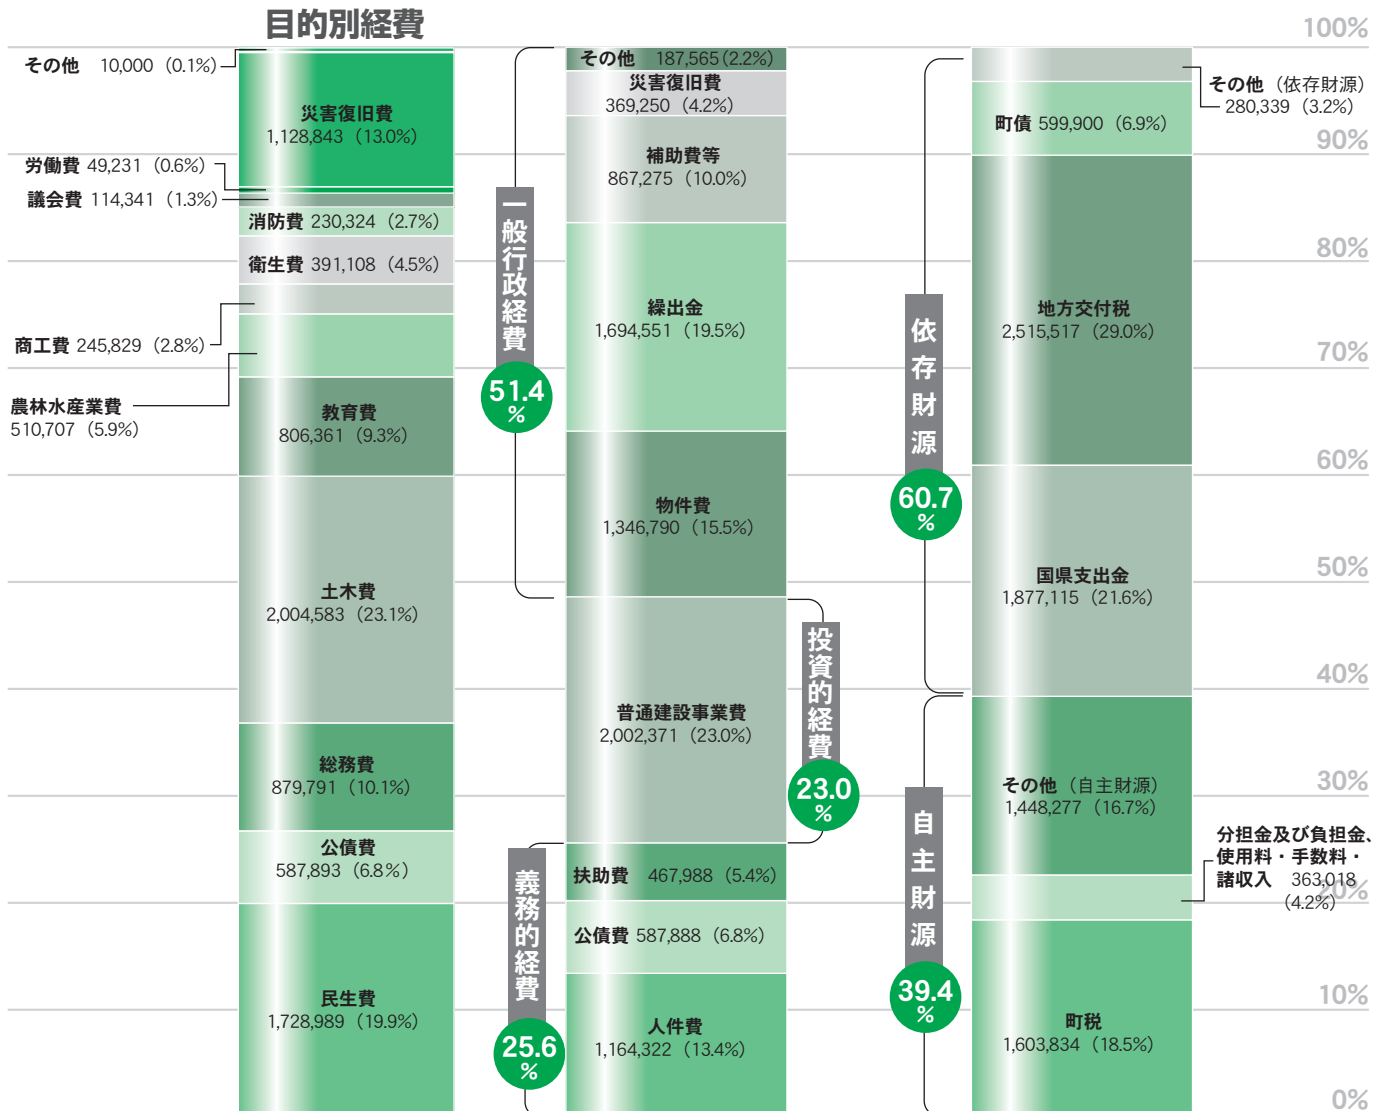 目的別経費
その他 10,000（0.1%）
災害復旧費
1,128,843（13.0%）
労働費 49,231（0.6%）
議会費 114,341（1.3%）
消防費 230,324（2.7%）
衛生費 391,108（4.5%）
商工費 245,829（2.8%）
農林水産業費
510,707（5.9%）
教育費
806,361（9.3%）
土木費
2,004,583（23.1%）
総務費
879,791（10.1%）
公債費
587,893（6.8％）
民生費
1,728,989（19.9%）
その他 187,565（2.2%）
災害復旧費
369,250（4.2%）
補助費等
867,275（10.0%）
繰出金
1,694,551（19.5%）
物件費
1,346,790（15.5%）
普通建設事業費
2,002,371（23.0%）
扶助費 467,988（5.4%）
公債費 587,888（6.8%）
人件費
1,164,322（13.4%）
一般行政経費
51.4
%
投資的経費
23.0
%
義務的経費
25.6
%
その他（依存財源）
280,339（3.2%）
町債 599,900（6.9%）
地方交付税
2,515,517（29.0%）
国県支出金
1,877,115（21.6%）
その他（自主財源）
1,448,277（16.7%）
分担金及び負担金、
使用料・手数料・
諸収入 363,018
（4.2%）
町税
1,603,834（18.5%）
依存財源
60.7
%
自主財源
39.4
%
100%
90%
80%
70%
60%
50%
40%
30%
20%
10%
0%